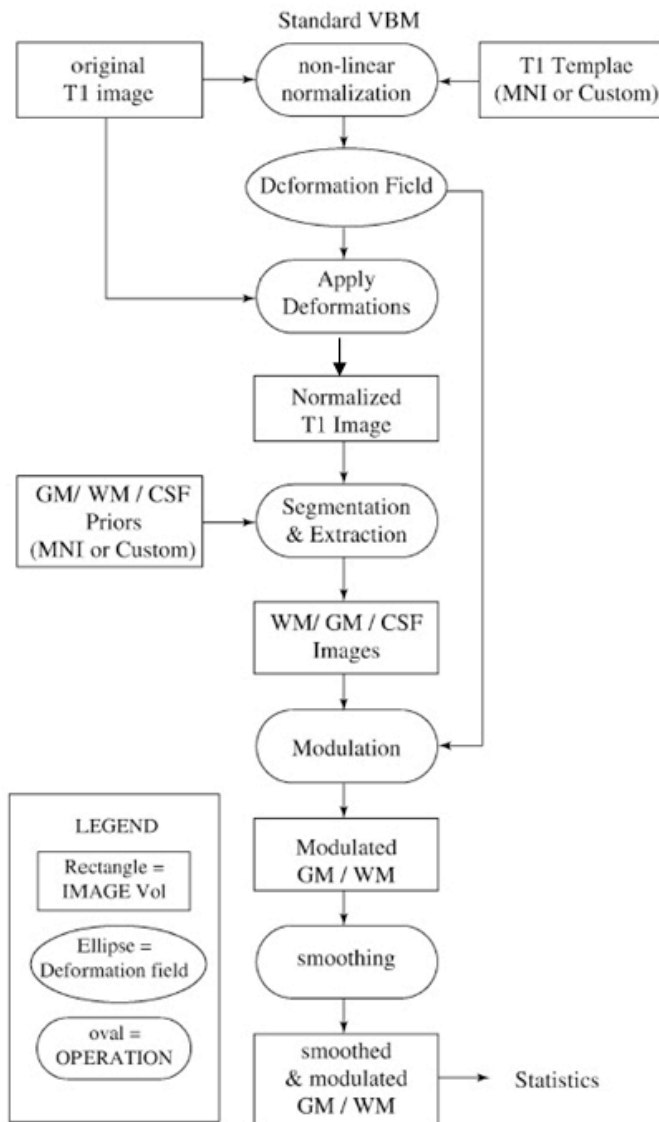 Standard VBM
original
T1 image
non-linear
normalization
T1 Templae
(MNI or Custom)
Deformation Field
Apply
Deformations
Normalized
T1 Image
GM/ WM / CSF
Priors
(MNI or Custom)
Segmentation
& Extraction
WM/ GM / CSF
Images
Modulation
LEGEND
Rectangle =
IMAGE Vol
Ellipse =
Deformation field
oval =
OPERATION
Modulated
GM / WM
smoothing
smoothed
& modulated
GM / WM
Statistics